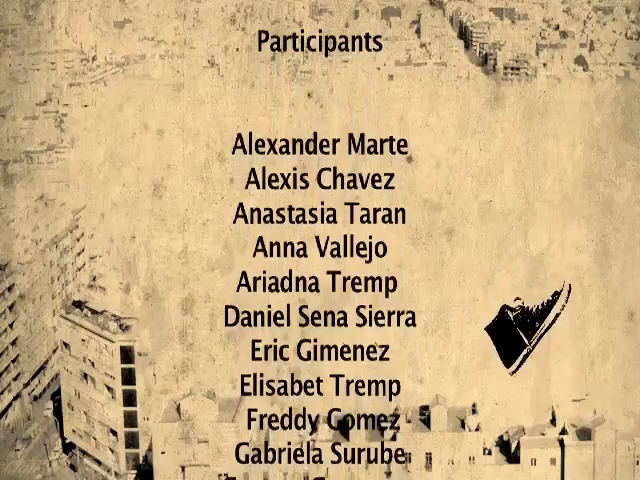 Participants
Alexander Marte
Alexis Chavez
Anastasia Taran
Anna Vallejo
Ariadna Tremp
Daniel Sena Sierra
Eric Gimenez
Elisabet Tremp
Freddy Gomez
Gabriela Surube